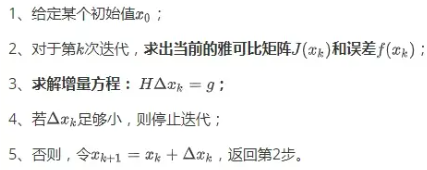 1、给定某个初始值x₀；
2、对于第k次迭代，求出当前的雅可比矩阵J(xₖ)和误差f(xₖ)；
3、求解增量方程：HΔxₖ = g；
4、若Δxₖ足够小，则停止迭代；
5、否则，令xₖ₊₁ = xₖ + Δxₖ，返回第2步。